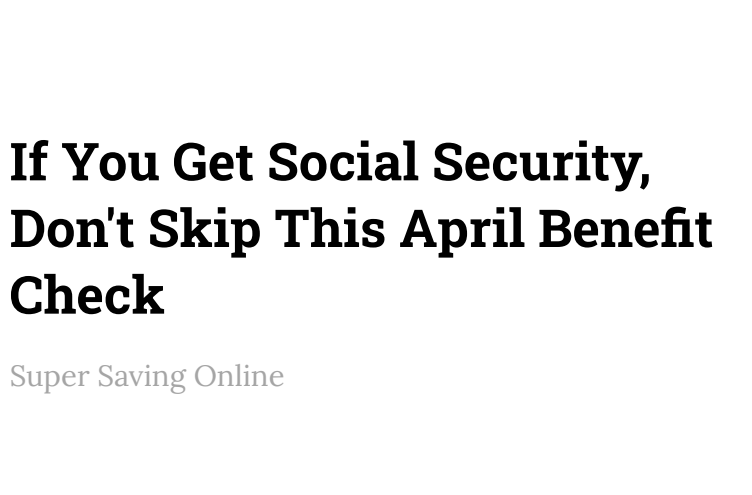 If You Get Social Security,
Don't Skip This April Benefit
Check
Super Saving Online